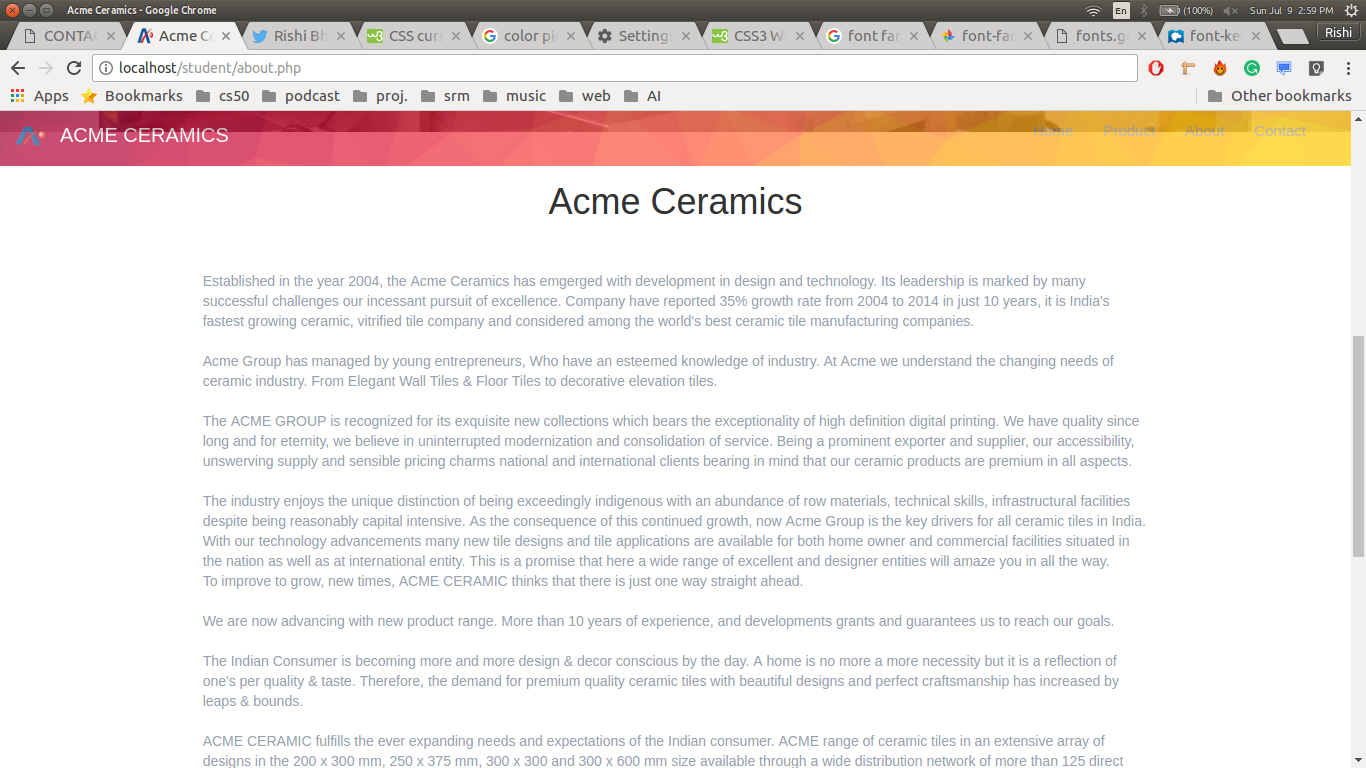 Acme Ceramics - Google Chrome
En
(100%)
Sun Jul 9 2:59 PM
CONTAC
Acme Ce
Rishi Bh
CSS curs
color pi
Settings
CSS3 W
font fan
font-fan
fonts.g
font-ke
Rishi
localhost/student/about.php
Apps
Bookmarks
cs50
podcast
proj.
srm
music
web
AI
Other bookmarks
ACME CERAMICS
Home
Product
About
Contact
Acme Ceramics
Established in the year 2004, the Acme Ceramics has emgerged with development in design and technology. Its leadership is marked by many
successful challenges our incessant pursuit of excellence. Company have reported 35% growth rate from 2004 to 2014 in just 10 years, it is India's
fastest growing ceramic, vitrified tile company and considered among the world's best ceramic tile manufacturing companies.
Acme Group has managed by young entrepreneurs, Who have an esteemed knowledge of industry. At Acme we understand the changing needs of
ceramic industry. From Elegant Wall Tiles & Floor Tiles to decorative elevation tiles.
The ACME GROUP is recognized for its exquisite new collections which bears the exceptionality of high definition digital printing. We have quality since
long and for eternity, we believe in uninterrupted modernization and consolidation of service. Being a prominent exporter and supplier, our accessibility,
unswerving supply and sensible pricing charms national and international clients bearing in mind that our ceramic products are premium in all aspects.
The industry enjoys the unique distinction of being exceedingly indigenous with an abundance of row materials, technical skills, infrastructural facilities
despite being reasonably capital intensive. As the consequence of this continued growth, now Acme Group is the key drivers for all ceramic tiles in India.
With our technology advancements many new tile designs and tile applications are available for both home owner and commercial facilities situated in
the nation as well as at international entity. This is a promise that here a wide range of excellent and designer entities will amaze you in all the way.
To improve to grow, new times, ACME CERAMIC thinks that there is just one way straight ahead.
We are now advancing with new product range. More than 10 years of experience, and developments grants and guarantees us to reach our goals.
The Indian Consumer is becoming more and more design & decor conscious by the day. A home is no more a more necessity but it is a reflection of
one's per quality & taste. Therefore, the demand for premium quality ceramic tiles with beautiful designs and perfect craftsmanship has increased by
leaps & bounds.
ACME CERAMIC fulfills the ever expanding needs and expectations of the Indian consumer. ACME range of ceramic tiles in an extensive array of
designs in the 200 x 300 mm, 250 x 375 mm, 300 x 300 and 300 x 600 mm size available through a wide distribution network of more than 125 direct